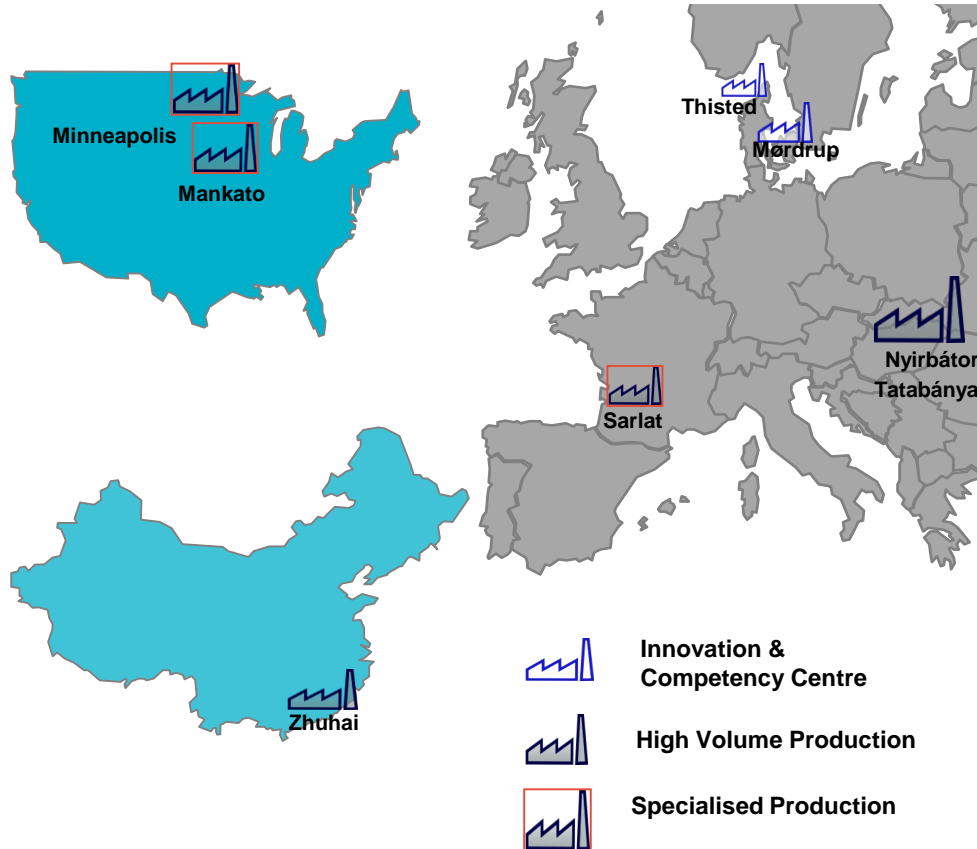 Minneapolis
Mankato
Thisted
Mørdrup
Nyirbátor
Tatabánya
Sarlat
Zhuhai
Innovation &
Competency Centre
High Volume Production
Specialised Production